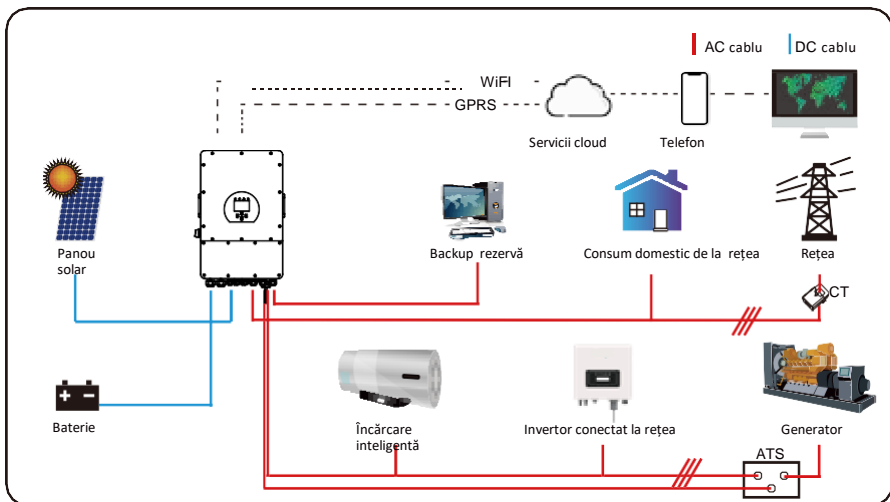 AC cablu
DC cablu
WiFI
GPRS
Servicii cloud
Telefon
Panou
solar
Backup rezervă
Consum domestic de la rețea
Rețea
CT
Baterie
Încărcare
inteligentă
Invertor conectat la rețea
Generator
ATS